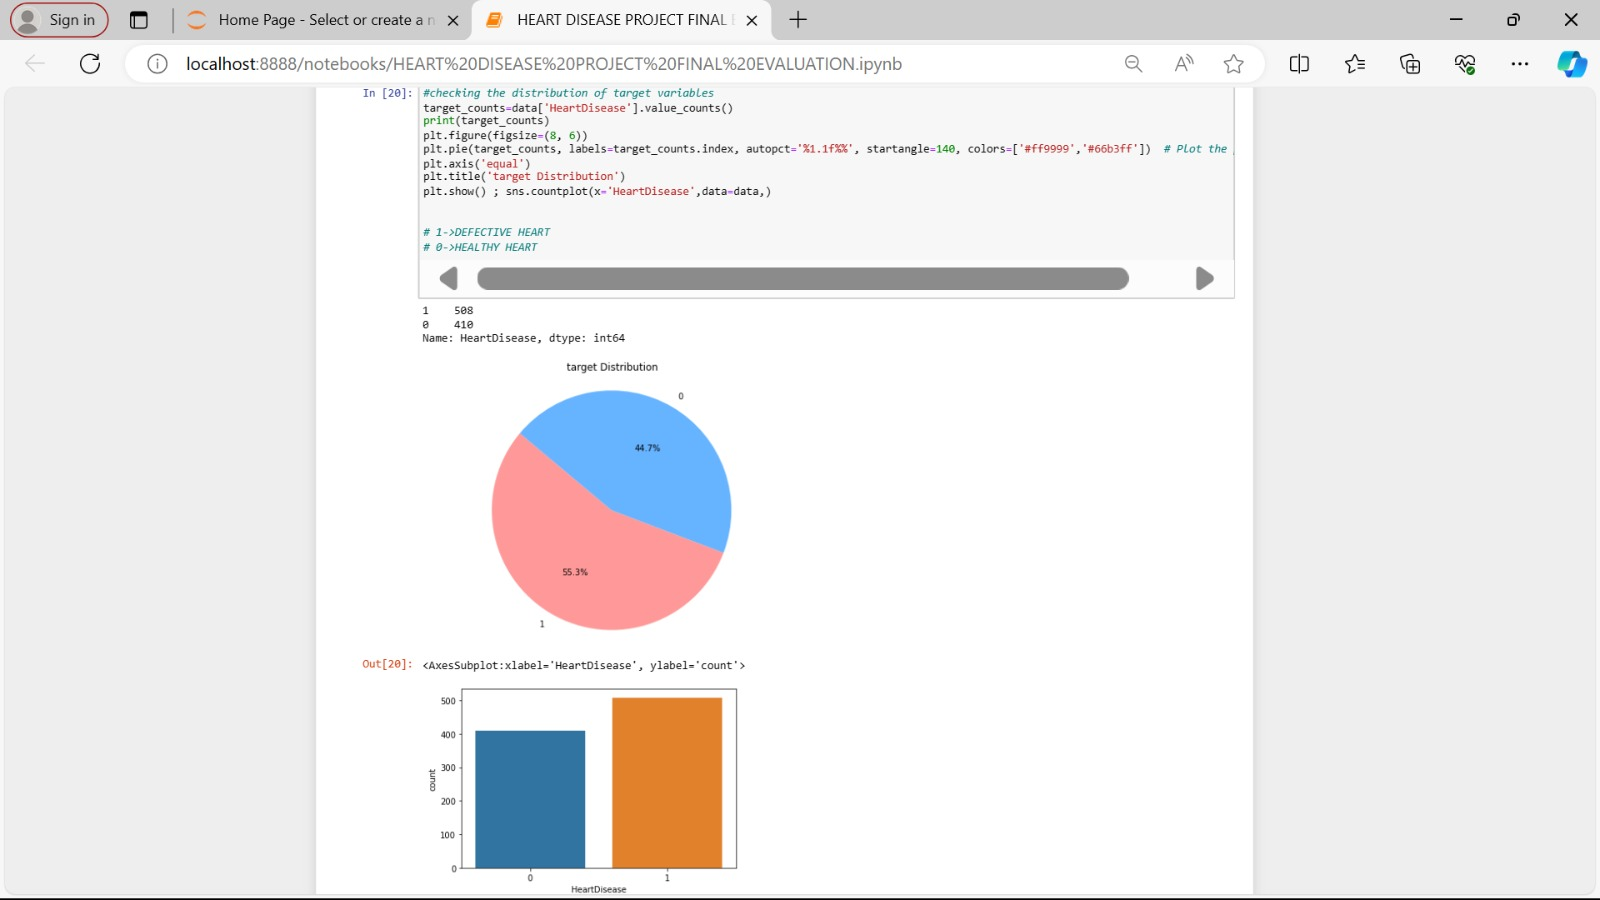 Sign in
Home Page - Select or create a n
HEART DISEASE PROJECT FINAL
localhost:8888/notebooks/HEART%20DISEASE%20PROJECT%20FINAL%20EVALUATION.ipynb
In [20]: #checking the distribution of target variables
target_counts=data['HeartDisease'].value_counts()
print(target_counts)
plt.figure(figsize=(8, 6))
plt.pie(target_counts, labels=target_counts.index, autopct='%1.1f%%', startangle=140, colors=['#ff9999','#66b3ff'])  # Plot the
plt.axis('equal')
plt.title('target Distribution')
plt.show() ; sns.countplot(x='HeartDisease',data=data,)
# 1->DEFECTIVE HEART
# 0->HEALTHY HEART
1    508
0    410
Name: HeartDisease, dtype: int64
target Distribution
0
44.7%
55.3%
1
Out[20]: <AxesSubplot:xlabel='HeartDisease', ylabel='count'>
500
400
300
200
100
0
count
0 1
HeartDisease